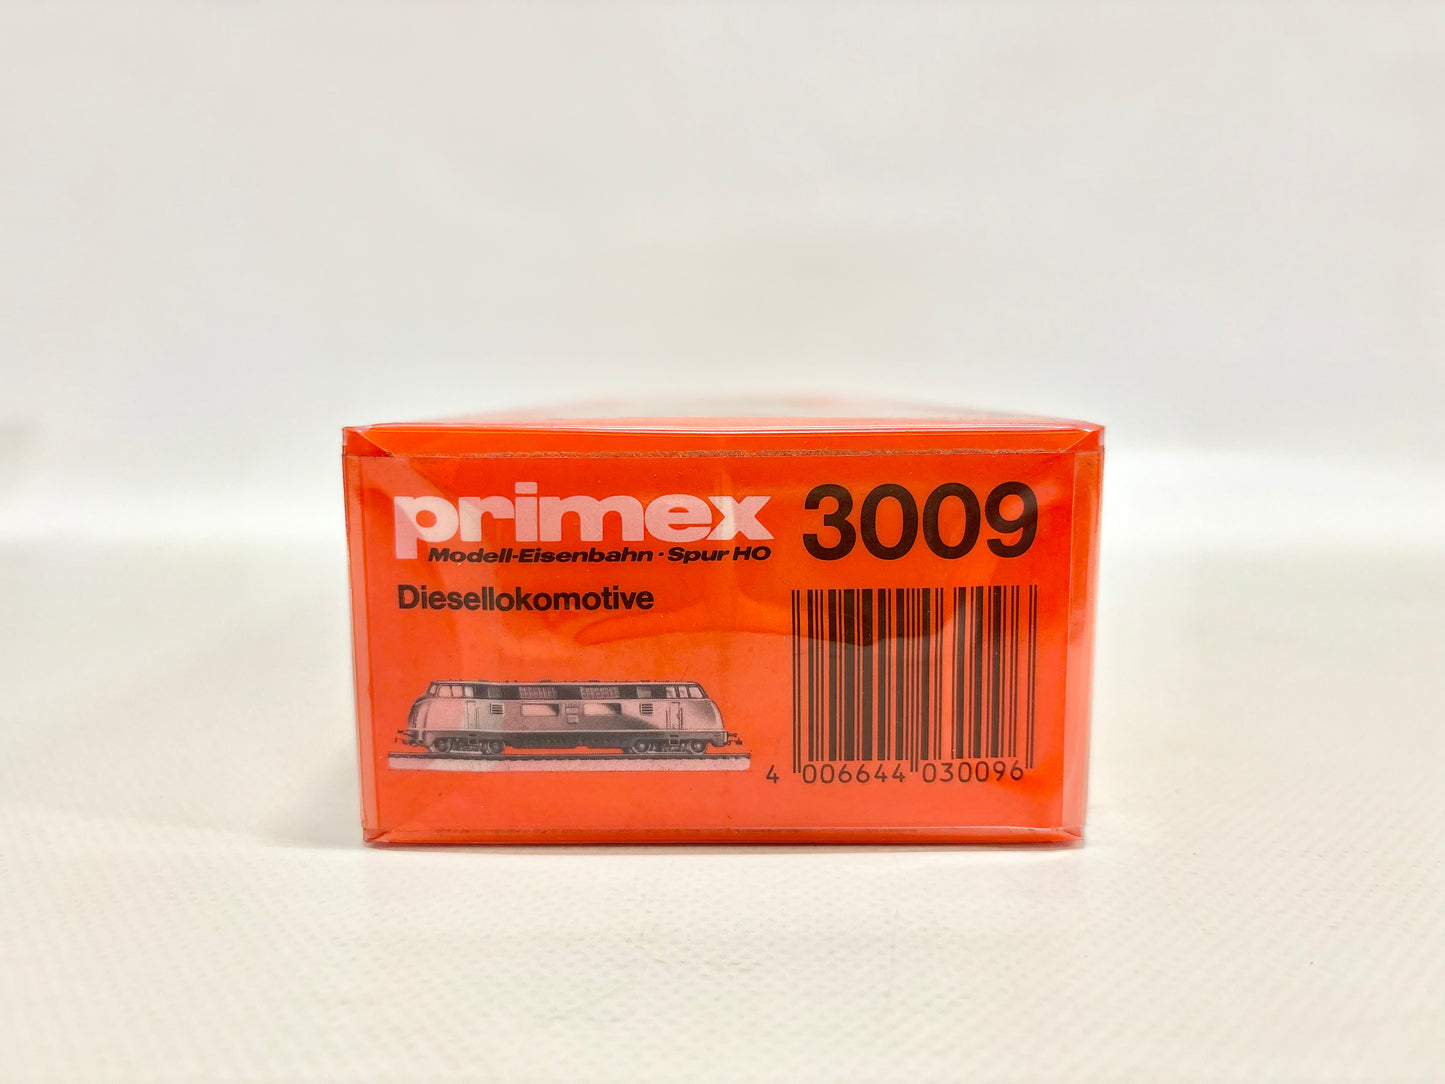 primex 3009
Modell-Eisenbahn · Spur HO
Diesellokomotive
4 006644 030096